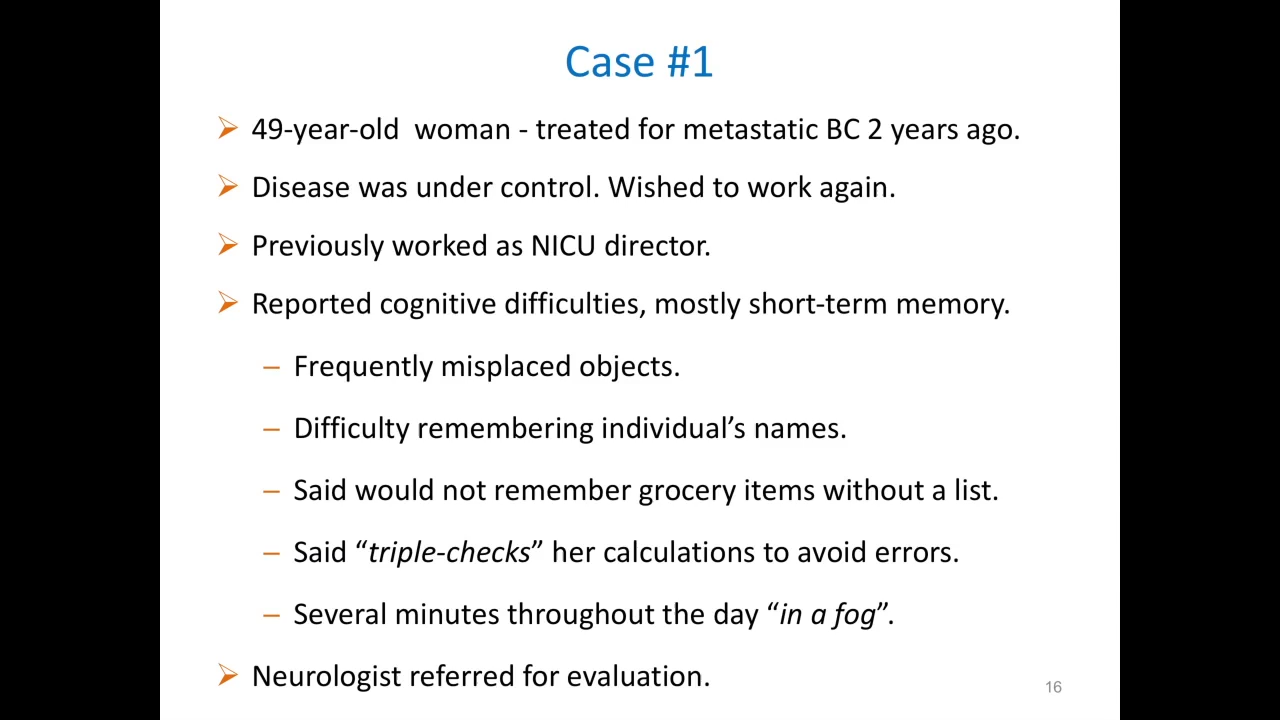 Case #1
➢ 49-year-old  woman - treated for metastatic BC 2 years ago.
➢ Disease was under control. Wished to work again.
➢ Previously worked as NICU director.
➢ Reported cognitive difficulties, mostly short-term memory.
– Frequently misplaced objects.
– Difficulty remembering individual’s names.
– Said would not remember grocery items without a list.
– Said “triple-checks” her calculations to avoid errors.
– Several minutes throughout the day “in a fog”.
➢ Neurologist referred for evaluation.
16